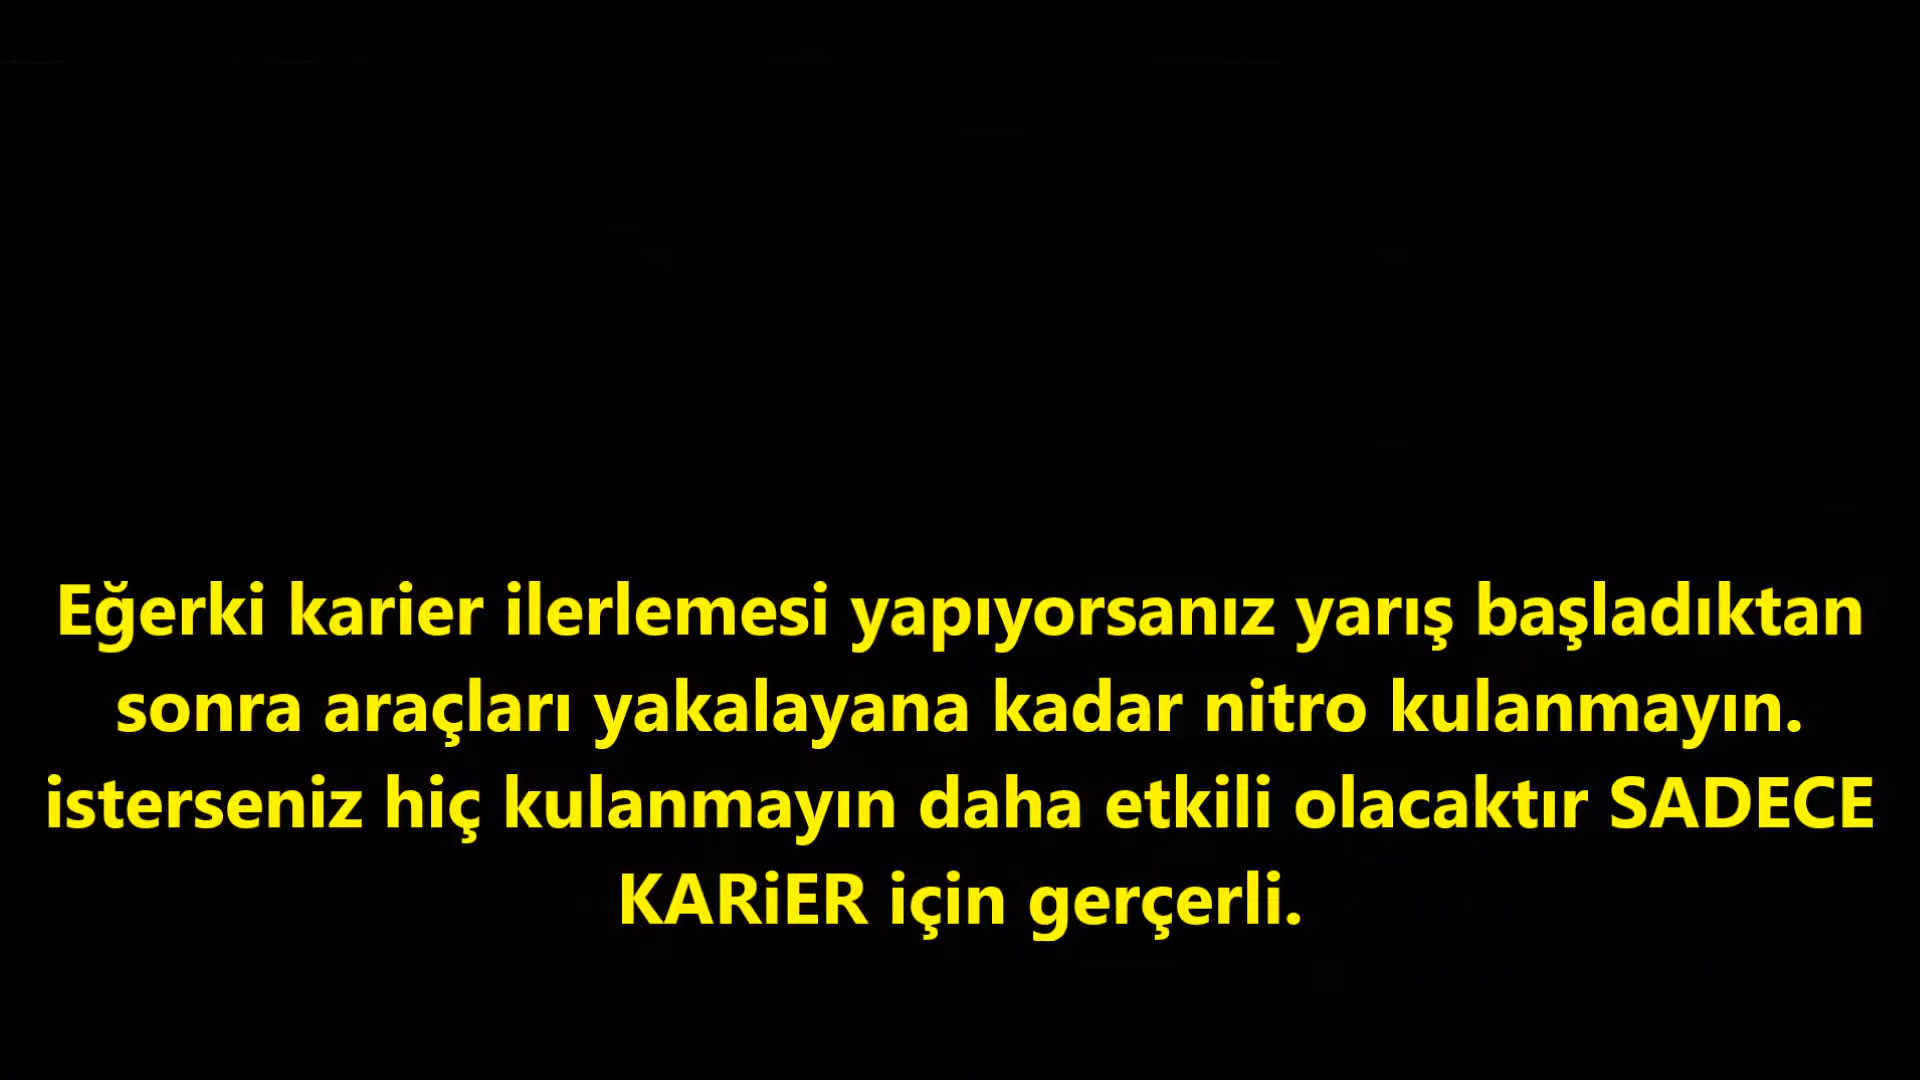 Eğerki karier ilerlemesi yapıyorsanız yarış başladıktan
sonra araçları yakalayana kadar nitro kulanmayın.
isterseniz hiç kulanmayın daha etkili olacaktır SADECE
KARiER için gerçerli.